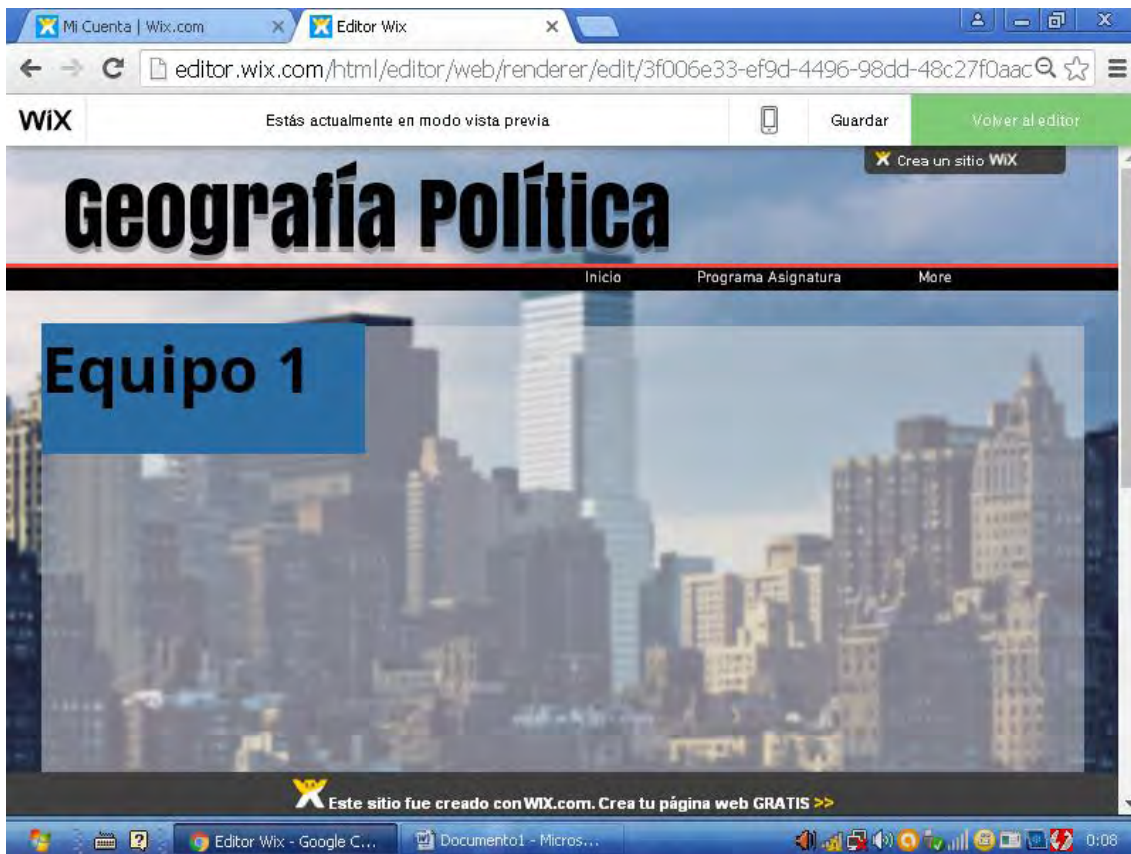 Mi Cuenta | Wix.com
Editor Wix
editor.wix.com/html/editor/web/renderer/edit/3f006e33-ef9d-4496-98dd-48c27f0aac
WiX
Estás actualmente en modo vista previa
Guardar
Volver al editor
Crea un sitio WiX
Geografía Política
Inicio
Programa Asignatura
More
Equipo 1
Este sitio fue creado con WIX.com. Crea tu página web GRATIS >>
Editor Wix - Google C...
Documento1 - Micros...
0:08